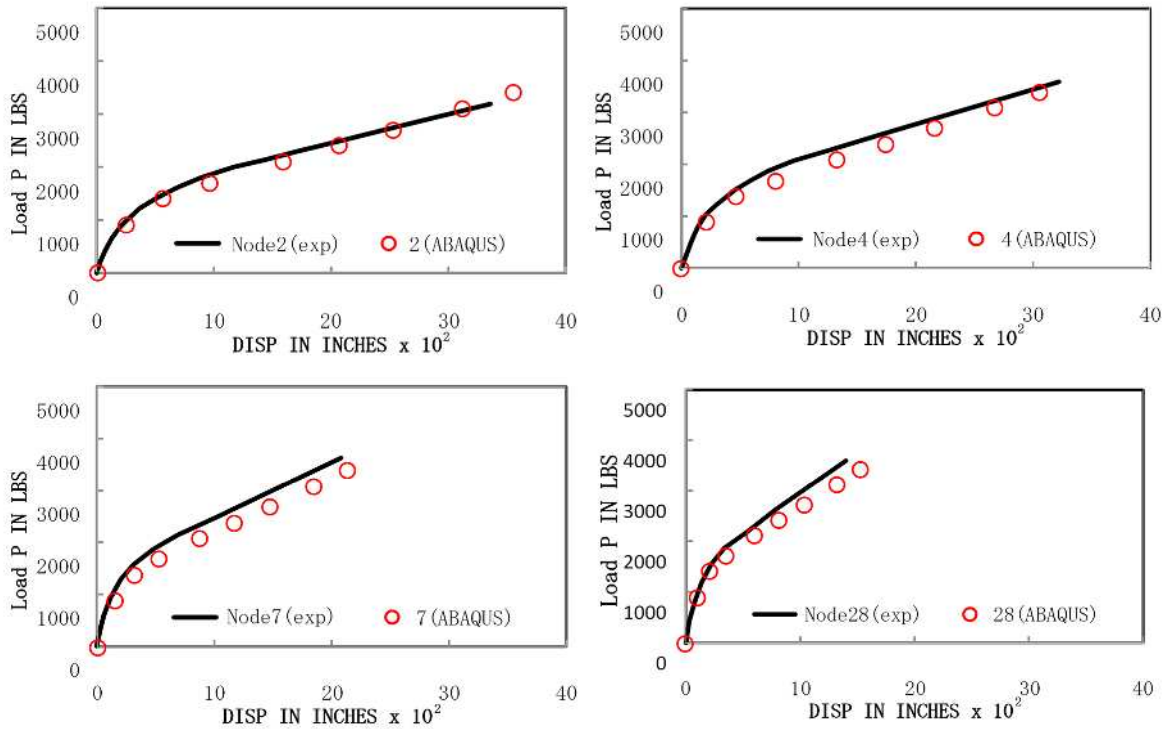 5000
4000
3000
2000
1000
0
Load P IN LBS
Node2(exp) 2(ABAQUS)
0 10 20 30 40
DISP IN INCHES x 10²
5000
4000
3000
2000
1000
0
Load P IN LBS
Node4(exp) 4(ABAQUS)
0 10 20 30 40
DISP IN INCHES x 10²
5000
4000
3000
2000
1000
0
Load P IN LBS
Node7(exp) 7(ABAQUS)
0 10 20 30 40
DISP IN INCHES x 10²
5000
4000
3000
2000
1000
0
Load P IN LBS
Node28(exp) 28(ABAQUS)
0 10 20 30 40
DISP IN INCHES x 10²